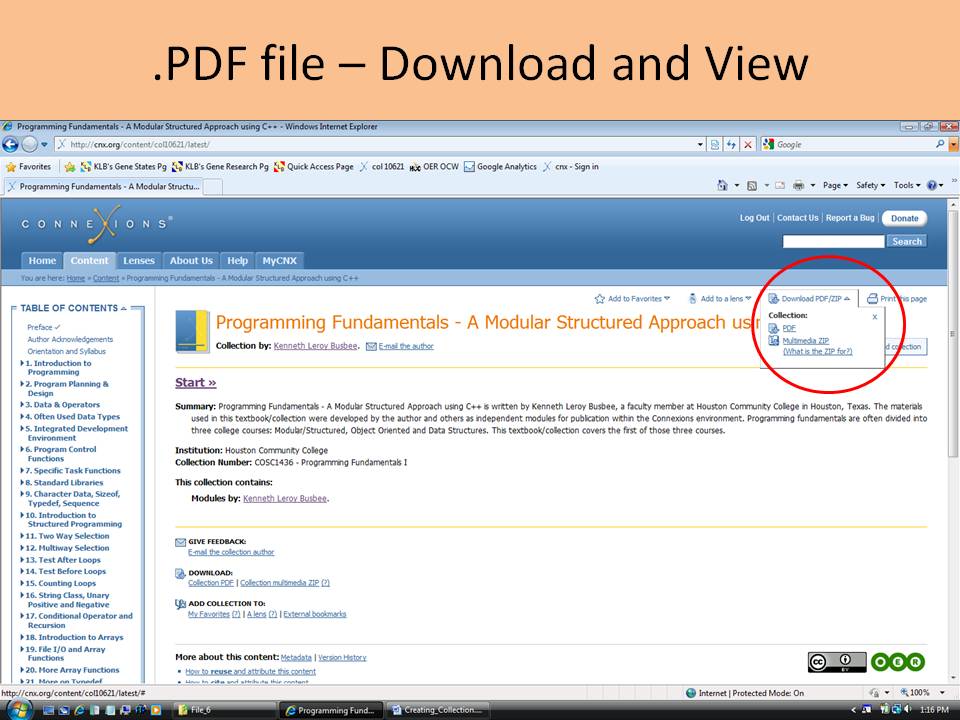 .PDF file – Download and View
Programming Fundamentals - A Modular Structured Approach using C++ - Windows Internet Explorer
http://cnx.org/content/col10621/latest/
Google
Favorites KLB's Gene States Pg KLB's Gene Research Pg Quick Access Page col 10621 OER OCW Google Analytics cnx - Sign in
Programming Fundamentals - A Modular Structu...
Page Safety Tools
CONNEXIONS®
Log Out | Contact Us | Report a Bug | Donate
Search
Home Content Lenses About Us Help MyCNX
You are here: Home » Content » Programming Fundamentals - A Modular Structured Approach using C++
TABLE OF CONTENTS
Preface ✓
Author Acknowledgements
Orientation and Syllabus
1. Introduction to
Programming
2. Program Planning &
Design
3. Data & Operators
4. Often Used Data Types
5. Integrated Development
Environment
6. Program Control
Functions
7. Specific Task Functions
8. Standard Libraries
9. Character Data, Sizeof,
Typedef, Sequence
10. Introduction to
Structured Programming
11. Two Way Selection
12. Multiway Selection
13. Test After Loops
14. Test Before Loops
15. Counting Loops
16. String Class, Unary
Positive and Negative
17. Conditional Operator and
Recursion
18. Introduction to Arrays
19. File I/O and Array
Functions
20. More Array Functions
21. More on Typedef
Add to Favorites Add to a lens Download PDF/ZIP Print this page
Collection: x
PDF
Multimedia ZIP
(What is the ZIP for?)
d collection
Programming Fundamentals - A Modular Structured Approach usi
Collection by: Kenneth Leroy Busbee. E-mail the author
Start »
Summary: Programming Fundamentals - A Modular Structured Approach using C++ is written by Kenneth Leroy Busbee, a faculty member at Houston Community College in Houston, Texas. The materials
used in this textbook/collection were developed by the author and others as independent modules for publication within the Connexions environment. Programming fundamentals are often divided into
three college courses: Modular/Structured, Object Oriented and Data Structures. This textbook/collection covers the first of those three courses.
Institution: Houston Community College
Collection Number: COSC1436 - Programming Fundamentals I
This collection contains:
Modules by: Kenneth Leroy Busbee.
GIVE FEEDBACK:
E-mail the collection author
DOWNLOAD:
Collection PDF | Collection multimedia ZIP (?)
ADD COLLECTION TO:
My Favorites (?) | A lens (?) | External bookmarks
More about this content: Metadata | Version History
How to reuse and attribute this content
How to cite and attribute this content
cc BY
OER
http://cnx.org/content/col10621/latest/#
Internet | Protected Mode: On 100%
File_6 Programming Fund... Creating_Collection.... 1:16 PM